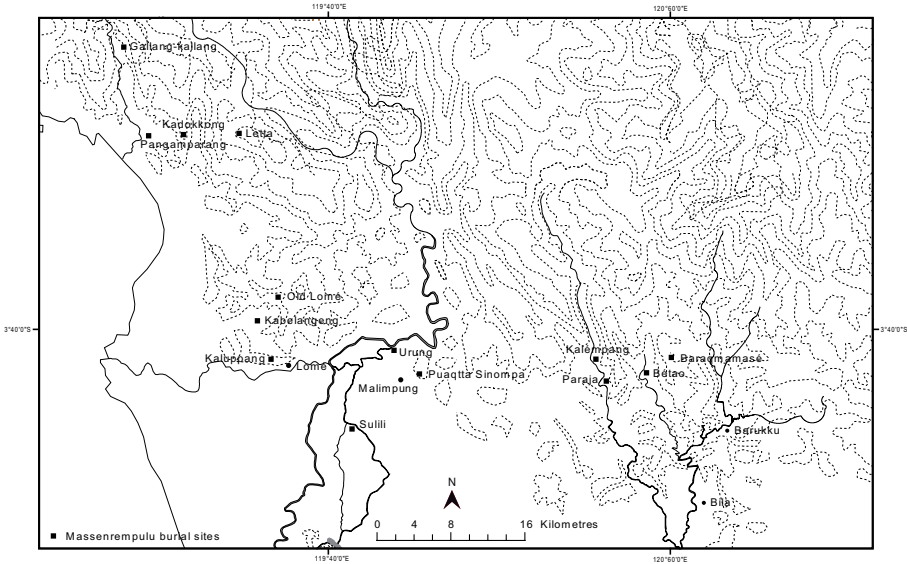 119°40'0"E
120°60'0"E
Gallang-kallang
Kadokkong
Letta
Pangamparang
Old Lome
Kabelangeng
3°40'0"S
3°40'0"S
Urung
Kalempang
Kaluppang
Lome
Baraqmamase
Puaqtta Sinompa
Betao
Malimpung
Paraja
Sulili
Barukku
N
Bila
0 4 8 16 Kilometres
Massenrempulu burial sites
119°40'0"E
120°60'0"E